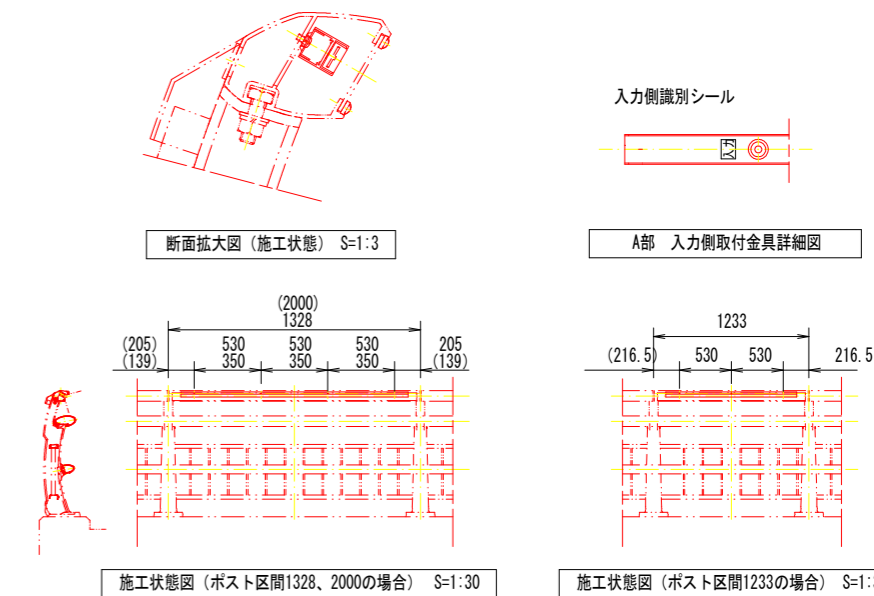 入力側識別シール
断面拡大図（施工状態） S=1:3
A部 入力側取付金具詳細図
(2000)
1328
(205) 530 530 530 205
(139) 350 350 350 (139)
1233
(216.5) 530 530 216.5
施工状態図（ポスト区間1328、2000の場合） S=1:30
施工状態図（ポスト区間1233の場合） S=1: